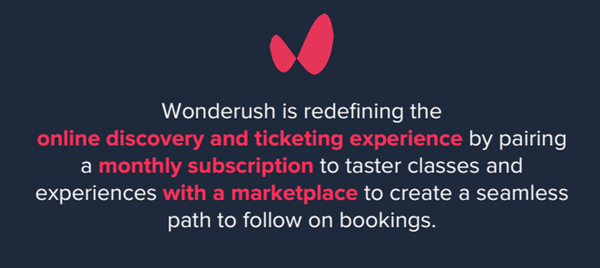 Wonderush is redefining the
online discovery and ticketing experience by pairing
a monthly subscription to taster classes and
experiences with a marketplace to create a seamless
path to follow on bookings.